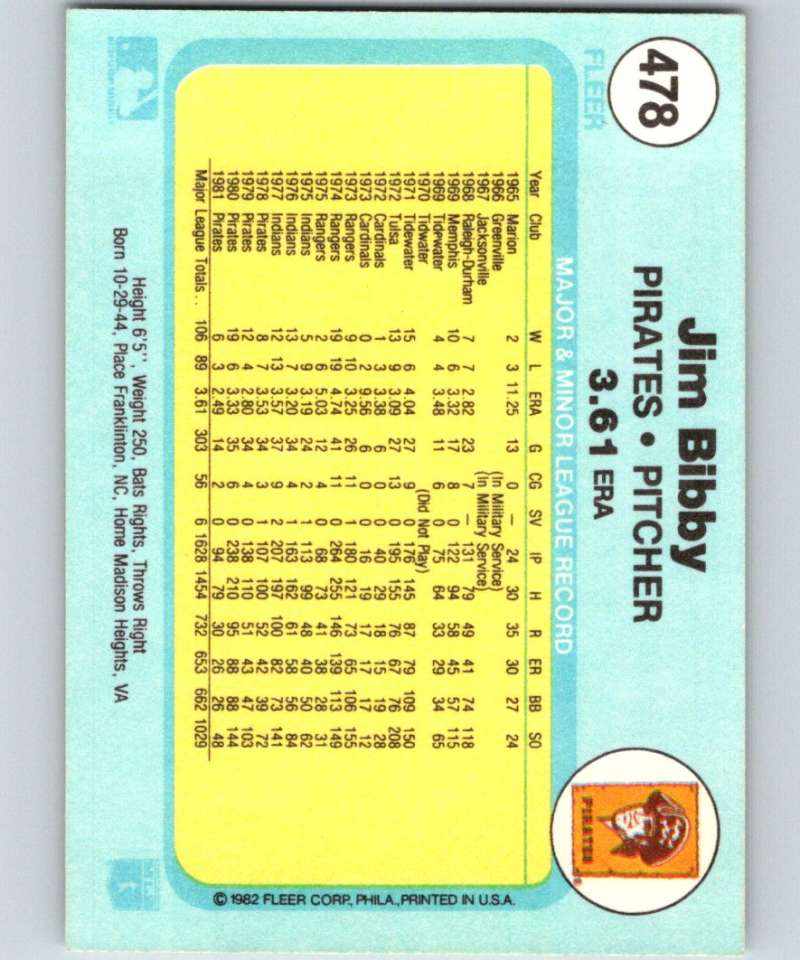 478
FLEER
Jim Bibby
PIRATES • PITCHER
3.61 ERA
PIRATES
MAJOR & MINOR LEAGUE RECORD
Year Club W L ERA G CG SV IP H R ER BB SO
1965 Marion 2 3 11.25 13 0 — 24 30 35 30 27 24
1966 Greenville (In Military Service)
1967 Jacksonville (In Military Service)
1968 Raleigh-Durham 7 7 2.82 23 7 — 131 79 49 41 74 118
1969 Memphis 10 6 3.32 17 8 0 122 94 58 45 57 115
1969 Tidewater 4 4 3.48 11 6 0 75 64 33 29 34 65
1970 Tidwater (Did Not Play)
1971 Tidewater 15 6 4.04 27 9 0 176 145 87 79 109 150
1972 Tulsa 13 9 3.09 27 13 0 195 155 76 67 76 208
1972 Cardinals 1 3 3.38 6 0 0 40 29 18 15 19 28
1973 Cardinals 0 2 9.56 6 0 0 16 19 17 17 17 12
1973 Rangers 9 10 3.25 26 11 1 180 121 73 65 106 155
1974 Rangers 19 19 4.74 41 11 0 264 255 146 139 113 149
1975 Rangers 2 6 5.03 12 4 0 68 73 41 38 28 31
1975 Indians 5 9 3.19 24 2 1 113 99 48 40 50 62
1976 Indians 13 7 3.20 34 4 1 163 162 61 58 56 84
1977 Indians 12 13 3.57 37 9 2 207 197 100 82 73 141
1978 Pirates 8 7 3.53 34 3 1 107 100 52 42 39 72
1979 Pirates 12 4 2.80 34 4 0 138 110 51 43 47 103
1980 Pirates 19 6 3.33 35 6 0 238 210 95 88 88 144
1981 Pirates 6 3 2.49 14 2 0 94 79 30 26 26 48
Major League Totals . . 106 89 3.61 303 56 6 1628 1454 732 653 662 1029
Height 6'5", Weight 250, Bats Rights, Throws Right
Born 10-29-44, Place Franklinton, NC, Home Madison Heights, VA
© 1982 FLEER CORP., PHILA., PRINTED IN U.S.A.